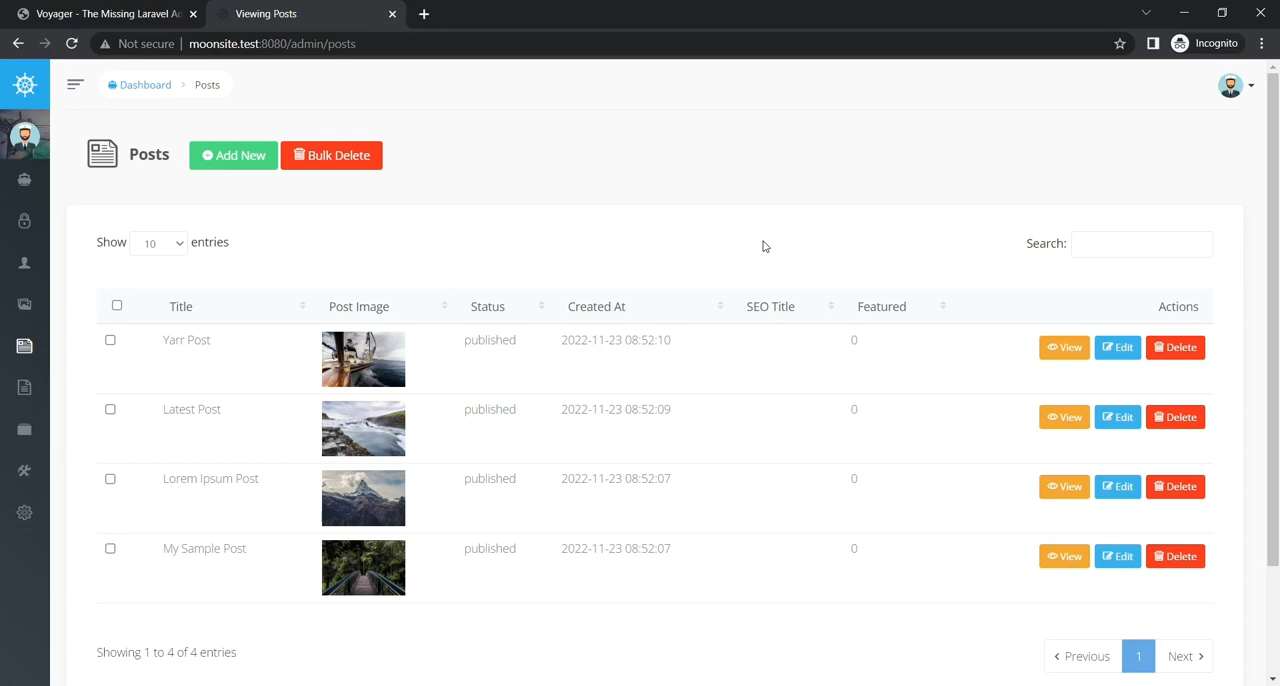 Voyager - The Missing Laravel Ad
Viewing Posts
Not secure | moonsite.test:8080/admin/posts
Incognito
Dashboard > Posts
Posts
Add New
Bulk Delete
Show 10 entries
Search:
Title Post Image Status Created At SEO Title Featured Actions
Yarr Post published 2022-11-23 08:52:10 0 View Edit Delete
Latest Post published 2022-11-23 08:52:09 0 View Edit Delete
Lorem Ipsum Post published 2022-11-23 08:52:07 0 View Edit Delete
My Sample Post published 2022-11-23 08:52:07 0 View Edit Delete
Showing 1 to 4 of 4 entries
‹ Previous 1 Next ›